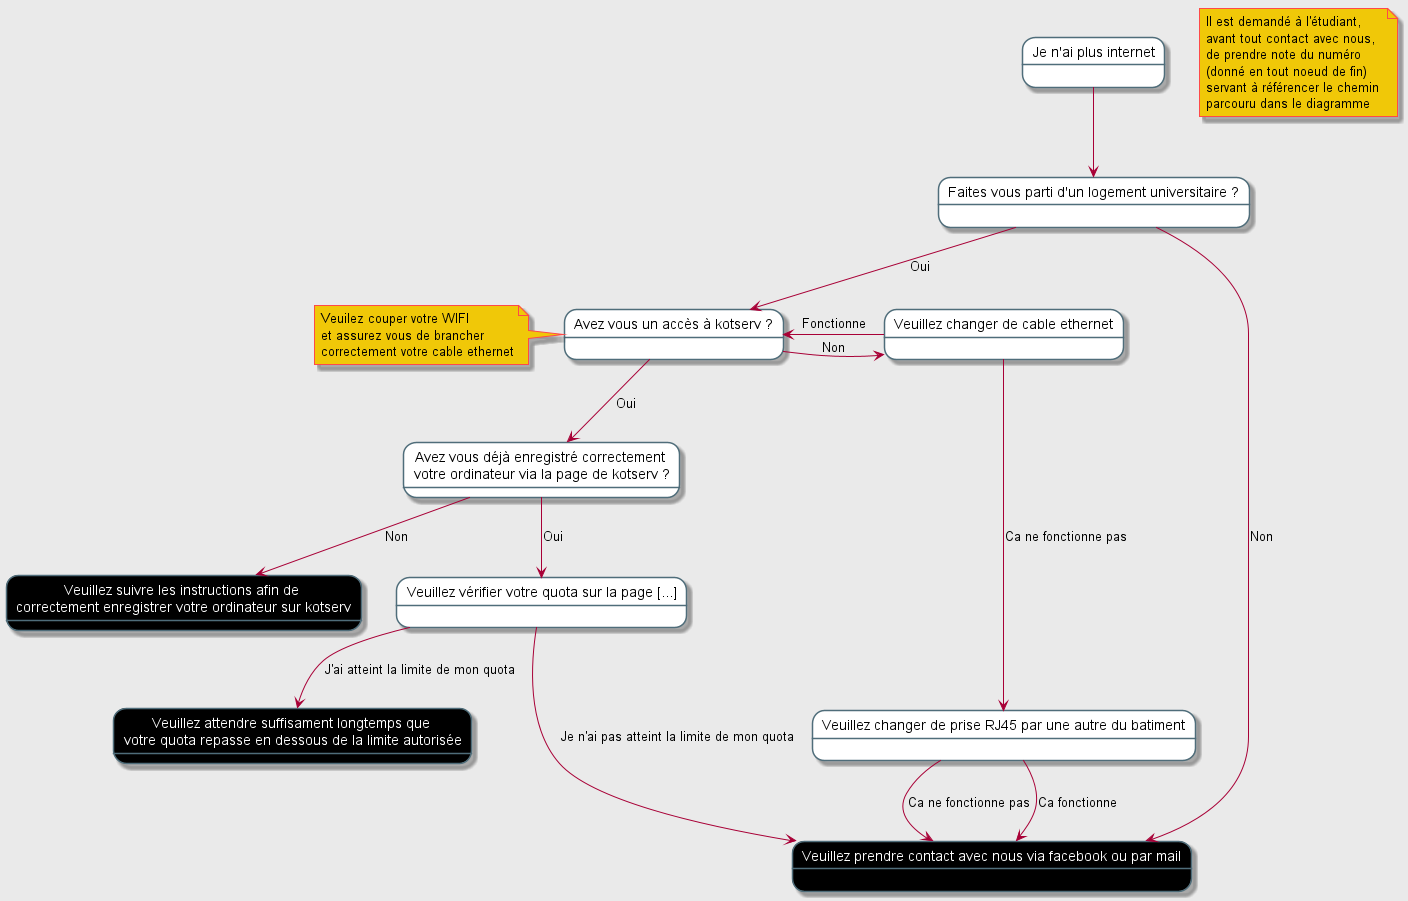 Je n'ai plus internet
Il est demandé à l'étudiant,
avant tout contact avec nous,
de prendre note du numéro
(donné en tout noeud de fin)
servant à référencer le chemin
parcouru dans le diagramme
Faites vous parti d'un logement universitaire ?
Oui
Veuilez couper votre WIFI
et assurez vous de brancher
correctement votre cable ethernet
Avez vous un accès à kotserv ?
Fonctionne
Non
Veuillez changer de cable ethernet
Oui
Avez vous déjà enregistré correctement
votre ordinateur via la page de kotserv ?
Non
Oui
Ca ne fonctionne pas
Non
Veuillez suivre les instructions afin de
correctement enregistrer votre ordinateur sur kotserv
Veuillez vérifier votre quota sur la page [...]
J'ai atteint la limite de mon quota
Veuillez attendre suffisament longtemps que
votre quota repasse en dessous de la limite autorisée
Je n'ai pas atteint la limite de mon quota
Veuillez changer de prise RJ45 par une autre du batiment
Ca ne fonctionne pas
Ca fonctionne
Veuillez prendre contact avec nous via facebook ou par mail